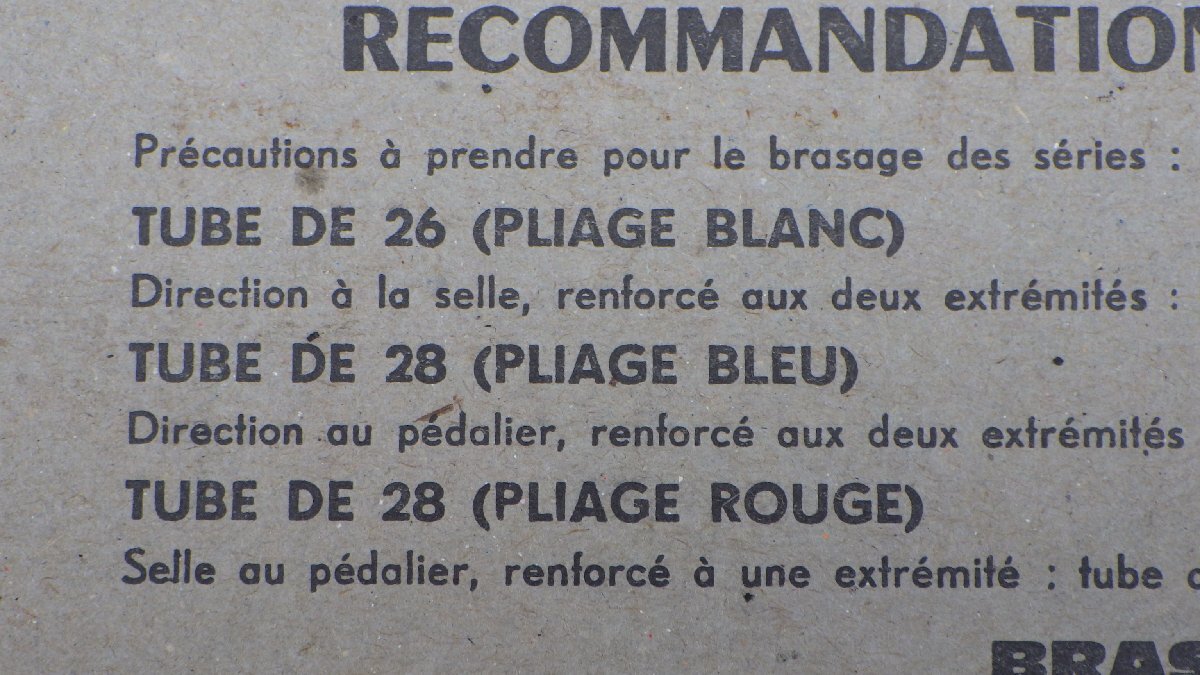 RECOMMANDATION
Précautions à prendre pour le brasage des séries :
TUBE DE 26 (PLIAGE BLANC)
Direction à la selle, renforcé aux deux extrémités :
TUBE DE 28 (PLIAGE BLEU)
Direction au pédalier, renforcé aux deux extrémités
TUBE DE 28 (PLIAGE ROUGE)
Selle au pédalier, renforcé à une extrémité : tube
BRAS